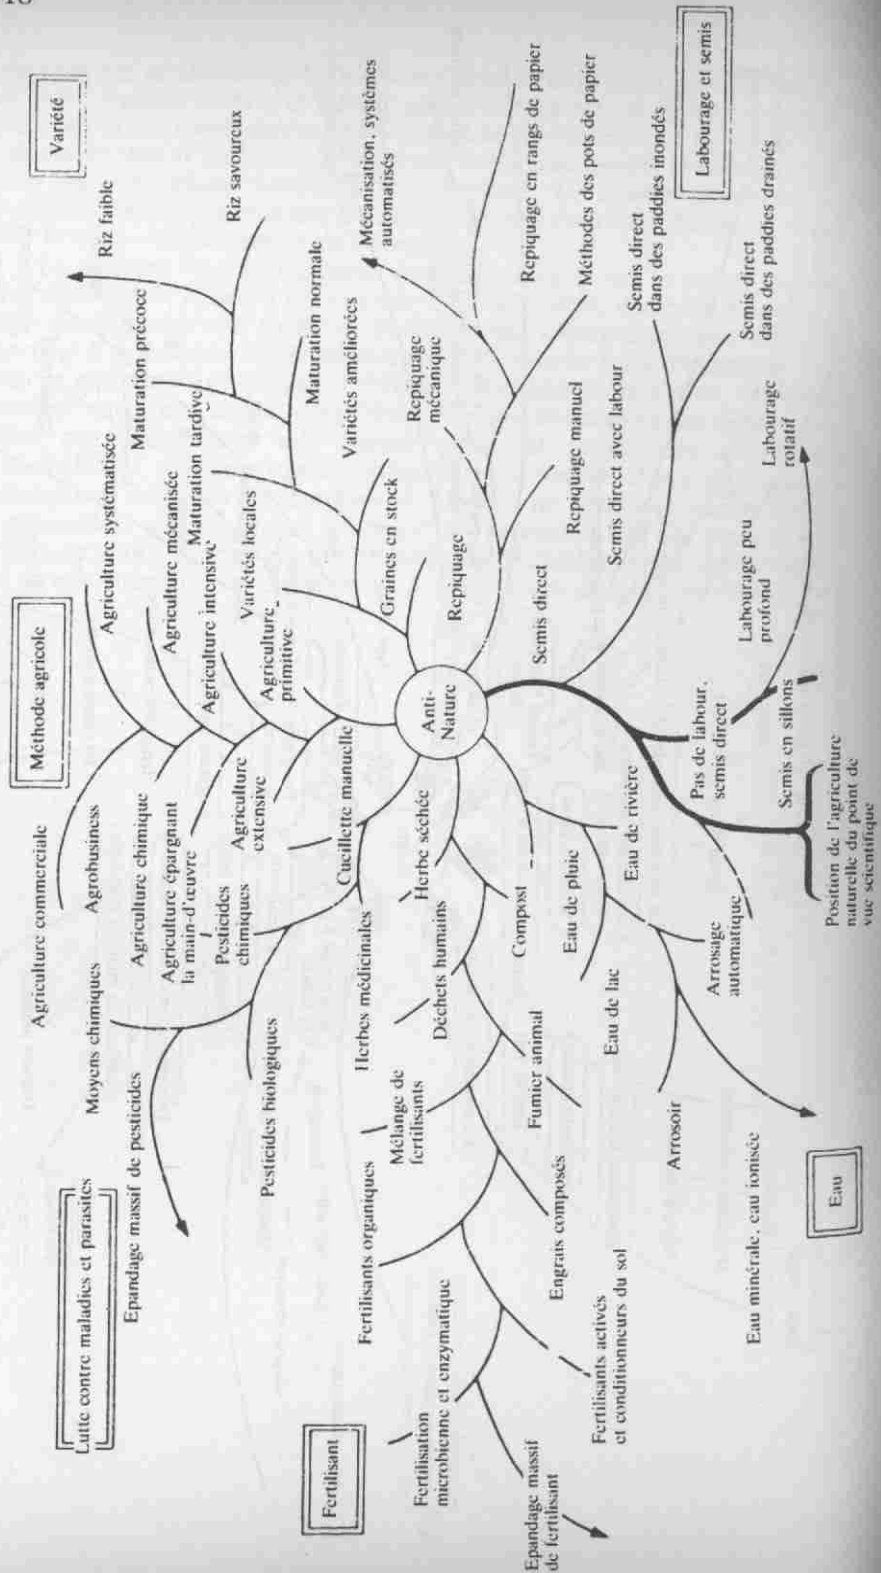 Variété
Riz faible
Riz savoureux
Maturation précoce
Maturation normale
Maturation tardive
Variétés améliorées
Variétés locales
Graines en stock
Méthode agricole
Agriculture systématisée
Agriculture mécanisée
Agriculture intensive
Agriculture
primitive
Agriculture commerciale
Agrobusiness
Agriculture chimique
Agriculture épargnant
la main-d'œuvre
Agriculture
extensive
Mécanisation, systèmes
automatisés
Repiquage en rangs de papier
Méthodes des pots de papier
Repiquage
mécanique
Repiquage manuel
Repiquage
Labourage et semis
Semis direct
dans des paddies inondés
Semis direct
dans des paddies drainés
Semis direct avec labour
Semis direct
Labourage
rotatif
Labourage peu
profond
Pas de labour,
semis direct
Semis en sillons
Position de l'agriculture
naturelle du point de
vue scientifique
Anti-
Nature
Lutte contre maladies et parasites
Moyens chimiques
Epandage massif de pesticides
Pesticides
chimiques
Pesticides biologiques
Cueillette manuelle
Herbes médicinales
Fertilisant
Herbe séchée
Déchets humains
Compost
Fumier animal
Mélange de
fertilisants
Fertilisants organiques
Engrais composés
Fertilisation
microbienne et enzymatique
Fertilisants activés
et conditionneurs du sol
Epandage massif
de fertilisant
Eau
Eau de rivière
Eau de pluie
Eau de lac
Arrosage
automatique
Arrosoir
Eau minérale, eau ionisée